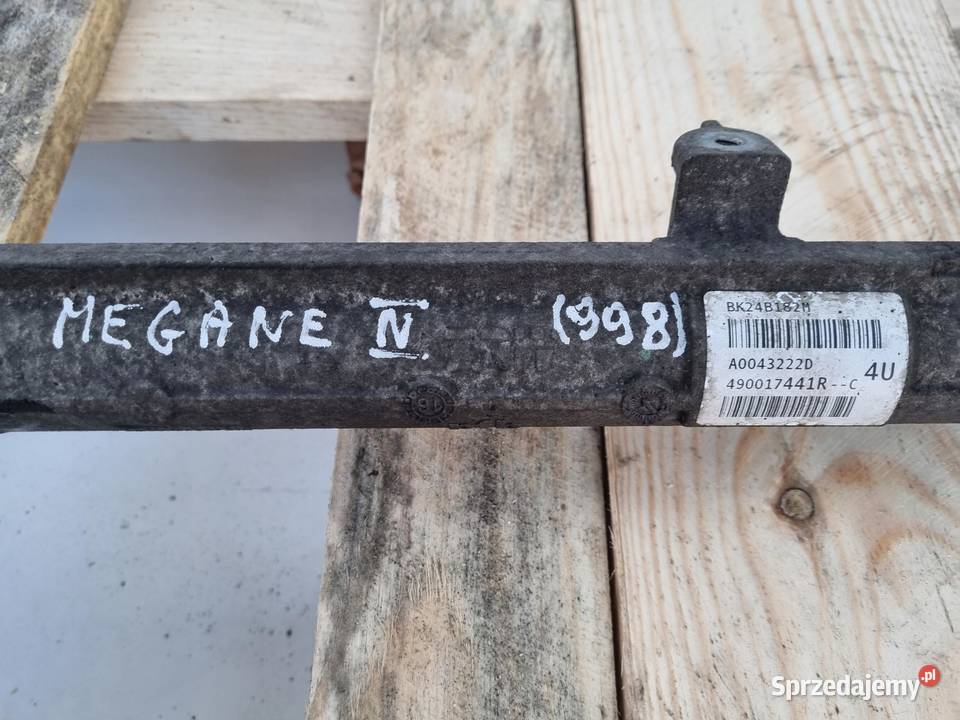 MEGANE IV (998)
BK24B182M
A0043222D
4U
490017441R--C
Sprzedajemy.pl